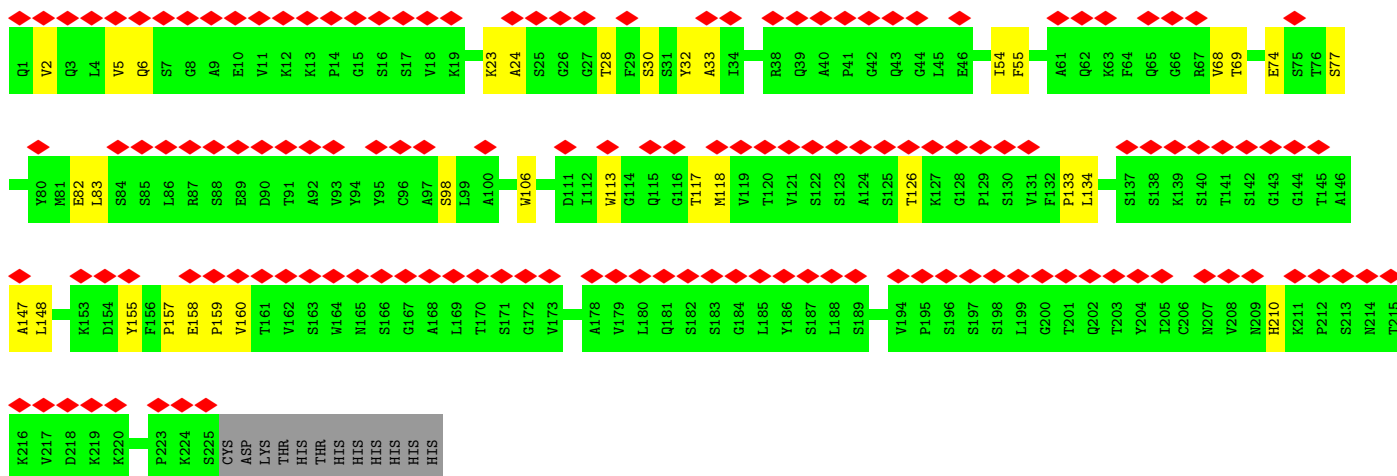 Q1 V2 Q3 L4 V5 Q6 S7 G8 A9 E10 V11 K12 K13 P14 G15 S16 S17 V18 K19 K23 A24 S25 G26 G27 T28 F29 S30 S31 Y32 A33 I34 R38 Q39 A40 P41 G42 Q43 G44 L45 E46 I54 F55 A61 Q62 K63 F64 Q65 G66 R67 V68 T69 E74 S75 T76 S77
Y80 M81 E82 L83 S84 S85 L86 R87 S88 E89 D90 T91 A92 V93 Y94 Y95 C96 A97 S98 L99 A100 W106 D111 I112 W113 G114 Q115 G116 T117 M118 V119 T120 V121 S122 S123 A124 S125 T126 K127 G128 P129 S130 V131 F132 P133 L134 S137 S138 K139 S140 T141 S142 G143 G144 T145 A146
A147 L148 K153 D154 Y155 F156 P157 E158 P159 V160 T161 V162 S163 W164 N165 S166 G167 A168 L169 T170 S171 G172 V173 A178 V179 L180 Q181 S182 S183 G184 L185 Y186 S187 L188 S189 V194 P195 S196 S197 S198 L199 G200 T201 Q202 T203 Y204 I205 C206 N207 V208 N209 H210 K211 P212 S213 N214 T215
K216 V217 D218 K219 K220 P223 K224 S225 CYS ASP LYS THR HIS THR HIS HIS HIS HIS HIS HIS